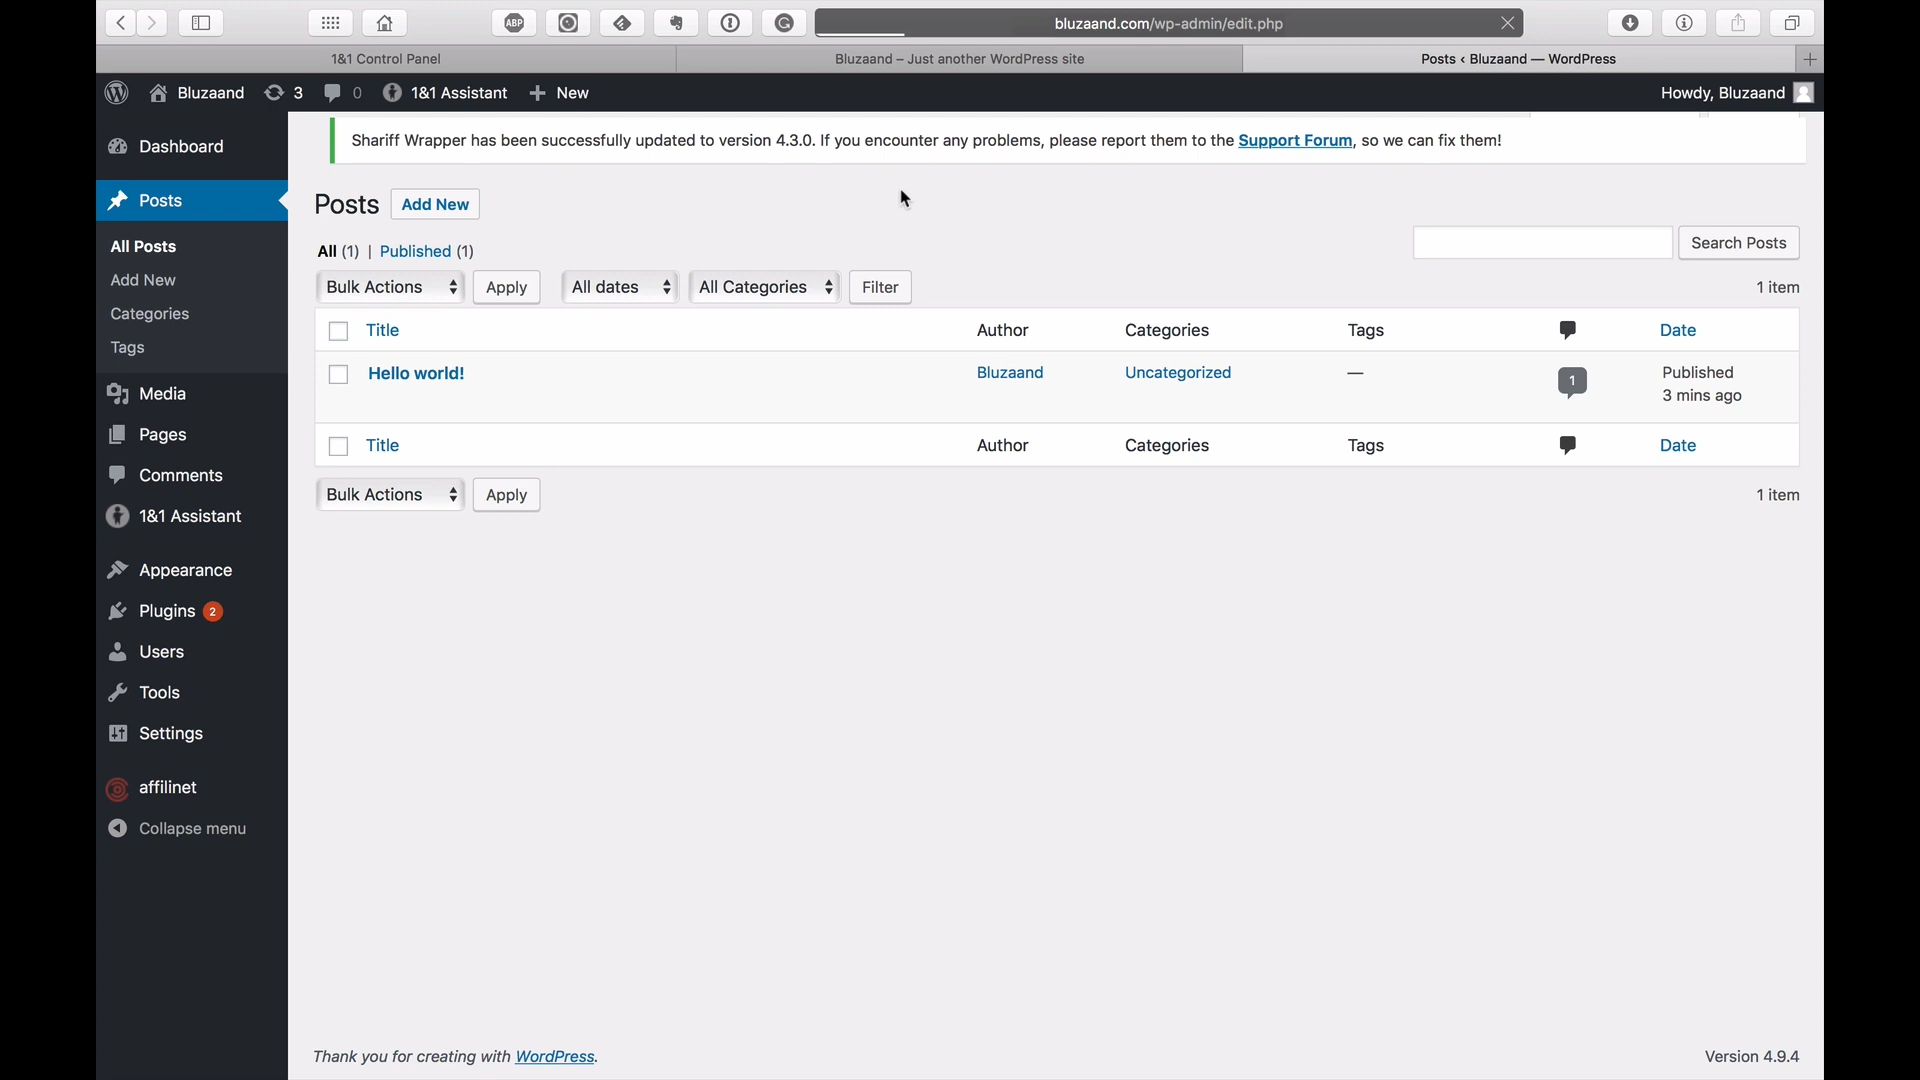 ABP
bluzaand.com/wp-admin/edit.php
1&1 Control Panel
Bluzaand – Just another WordPress site
Posts ‹ Bluzaand — WordPress
Bluzaand
3
0
1&1 Assistant
New
Howdy, Bluzaand
Dashboard
Posts
All Posts
Add New
Categories
Tags
Media
Pages
Comments
1&1 Assistant
Appearance
Plugins 2
Users
Tools
Settings
affilinet
Collapse menu
Shariff Wrapper has been successfully updated to version 4.3.0. If you encounter any problems, please report them to the Support Forum, so we can fix them!
Posts Add New
All (1) | Published (1)
Search Posts
Bulk Actions Apply All dates All Categories Filter 1 item
Title Author Categories Tags Date
Hello world! Bluzaand Uncategorized — 1 Published
3 mins ago
Title Author Categories Tags Date
Bulk Actions Apply 1 item
Thank you for creating with WordPress.
Version 4.9.4